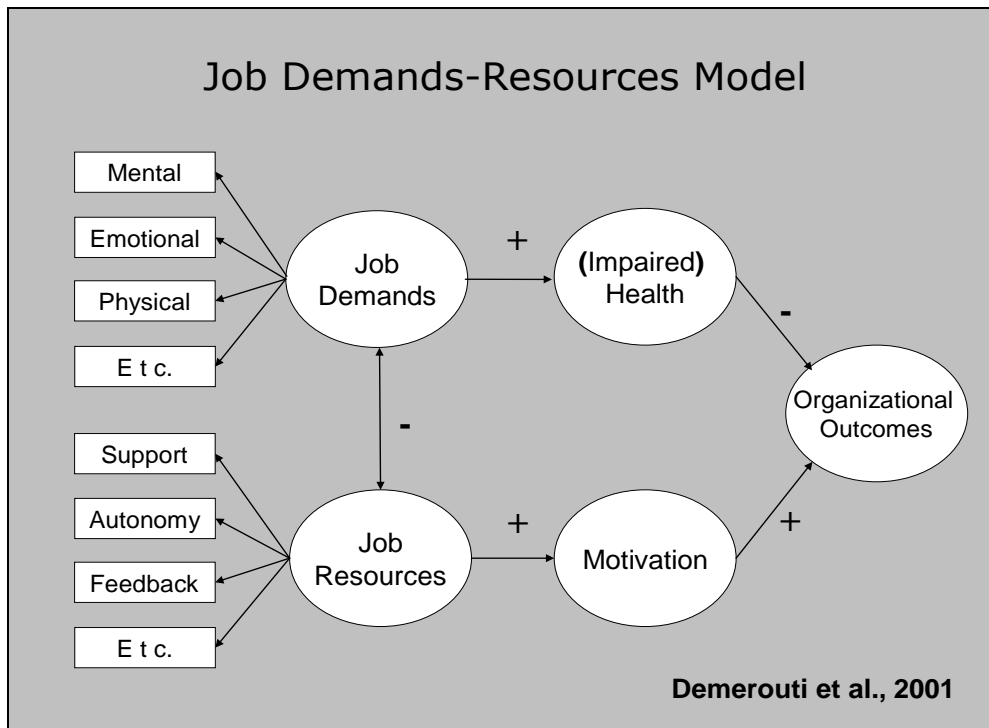 Job Demands-Resources Model
Mental
Emotional
Physical
E t c.
Job
Demands
+
(Impaired)
Health
-
Organizational
Outcomes
-
Support
Autonomy
Feedback
E t c.
Job
Resources
+
Motivation
+
Demerouti et al., 2001